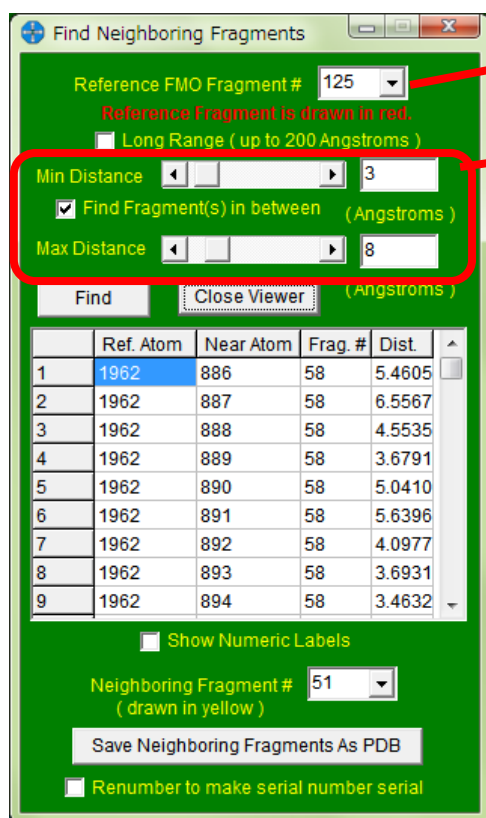 Find Neighboring Fragments
Reference FMO Fragment # 125
Reference Fragment is drawn in red.
Long Range ( up to 200 Angstroms )
Min Distance 3
Find Fragment(s) in between ( Angstroms )
Max Distance 8
Find Close Viewer ( Angstroms )
Ref. Atom Near Atom Frag. # Dist.
1 1962 886 58 5.4605
2 1962 887 58 6.5567
3 1962 888 58 4.5535
4 1962 889 58 3.6791
5 1962 890 58 5.0410
6 1962 891 58 5.6396
7 1962 892 58 4.0977
8 1962 893 58 3.6931
9 1962 894 58 3.4632
Show Numeric Labels
Neighboring Fragment # 51
( drawn in yellow )
Save Neighboring Fragments As PDB
Renumber to make serial number serial